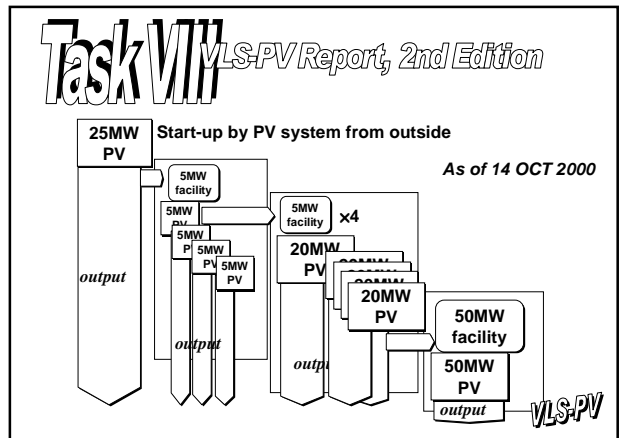 Task VIII VLS-PV Report, 2nd Edition
25MW
PV
Start-up by PV system from outside
As of 14 OCT 2000
5MW
facility
5MW
5MW
5MW
5MW
PV
output
output
5MW
facility
×4
20MW
PV
20MW
PV
50MW
facility
50MW
PV
output
VLS-PV